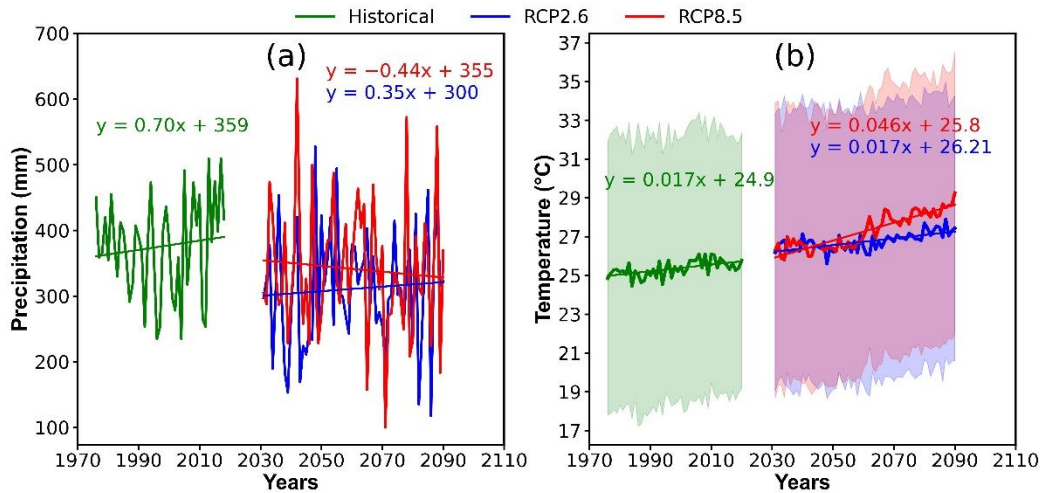 Historical RCP2.6 RCP8.5
(a)
y = −0.44x + 355
y = 0.35x + 300
y = 0.70x + 359
700
600
500
400
300
200
100
Precipitation (mm)
1970 1990 2010 2030 2050 2070 2090 2110
Years
(b)
y = 0.046x + 25.8
y = 0.017x + 26.21
y = 0.017x + 24.9
37
35
33
31
29
27
25
23
21
19
17
Temperature (°C)
1970 1990 2010 2030 2050 2070 2090 2110
Years